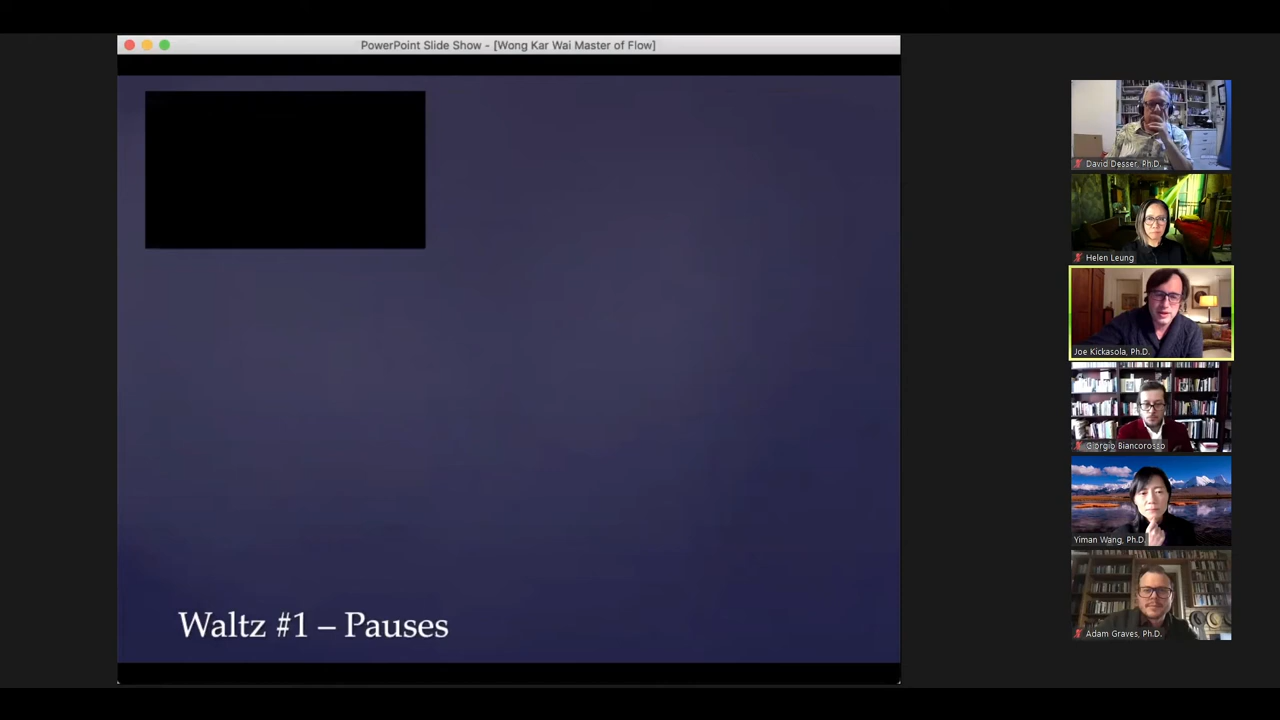 PowerPoint Slide Show - [Wong Kar Wai Master of Flow]
Waltz #1 – Pauses
David Desser, Ph.D.
Helen Leung
Joe Kickasola, Ph.D.
Giorgio Biancorosso
Yiman Wang, Ph.D.
Adam Graves, Ph.D.